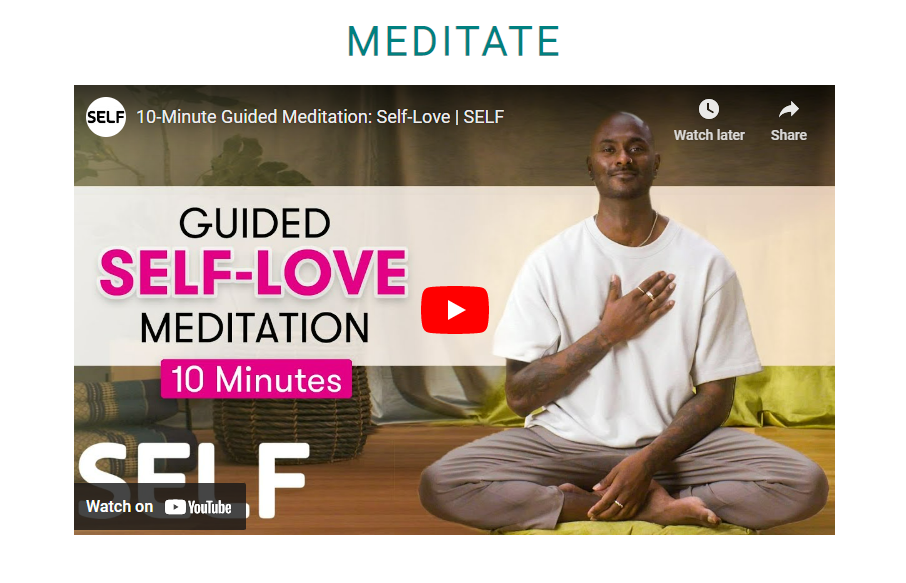 MEDITATE
SELF
10-Minute Guided Meditation: Self-Love | SELF
Watch later
Share
GUIDED
SELF-LOVE
MEDITATION
10 Minutes
SELF
Watch on YouTube